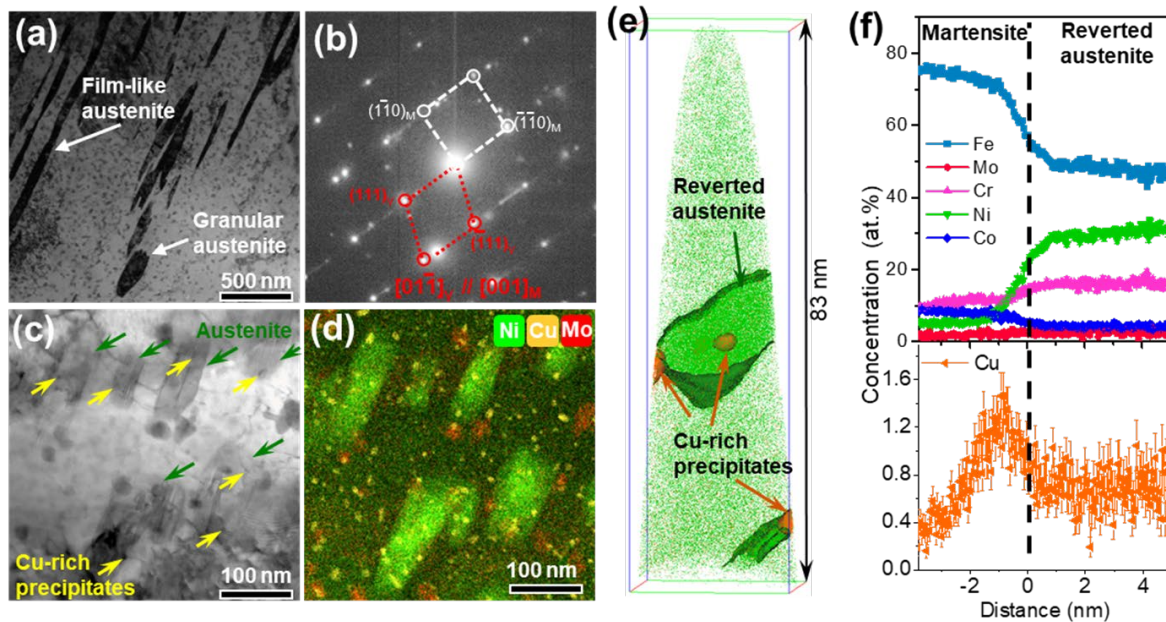 (a)
Film-like
austenite
Granular
austenite
500 nm
(b)
(1̄10)M
(1̄1̄0)M
(111)γ
[011̄]γ // [001]M
(c)
Austenite
Cu-rich
precipitates
100 nm
(d)
Ni Cu Mo
100 nm
(e)
Reverted
austenite
Cu-rich
precipitates
83 nm
(f)
Martensite
Reverted
austenite
Fe
Mo
Cr
Ni
Co
Cu
Concentration (at.%)
80
60
40
20
0
1.6
1.2
0.8
0.4
0.0
-2 0 2 4
Distance (nm)